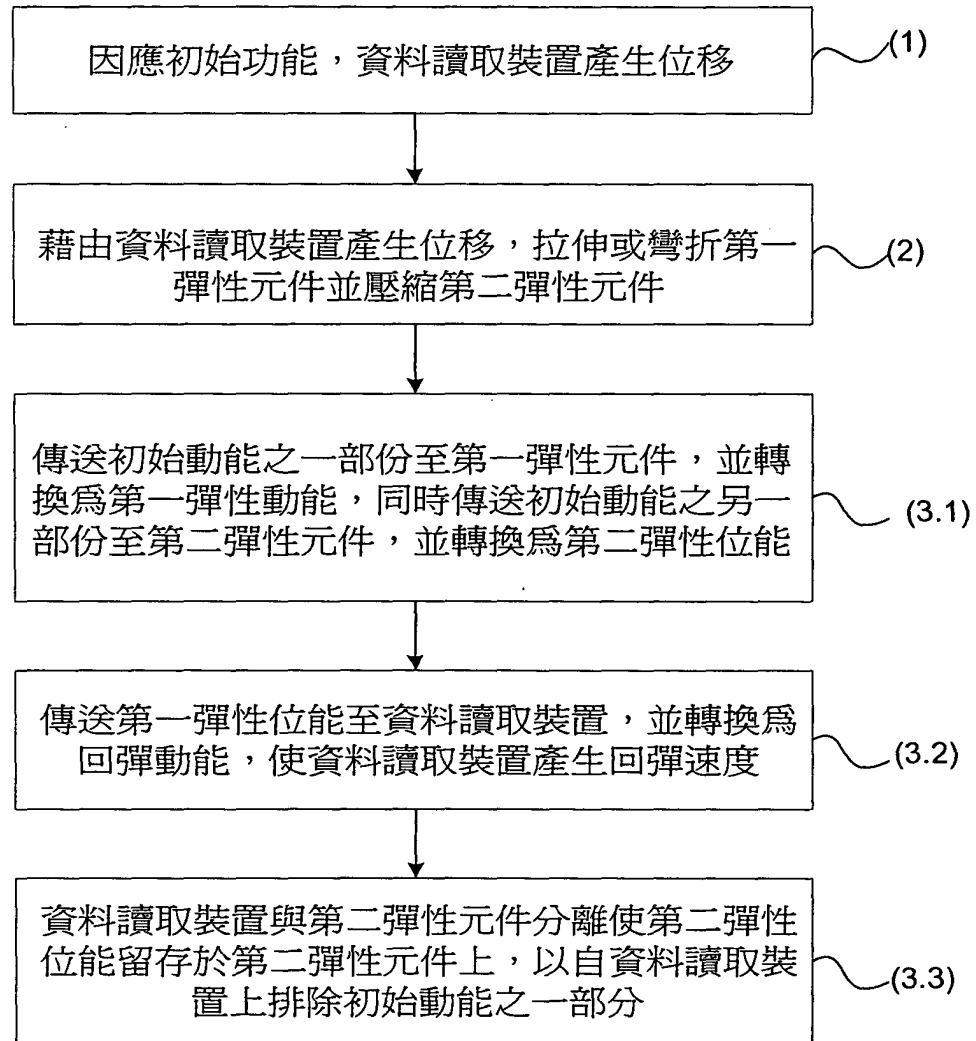 因應初始功能，資料讀取裝置產生位移
(1)
藉由資料讀取裝置產生位移，拉伸或彎折第一
彈性元件並壓縮第二彈性元件
(2)
傳送初始動能之一部份至第一彈性元件，並轉
換爲第一彈性動能，同時傳送初始動能之另一
部份至第二彈性元件，並轉換爲第二彈性位能
(3.1)
傳送第一彈性位能至資料讀取裝置，並轉換爲
回彈動能，使資料讀取裝置產生回彈速度
(3.2)
資料讀取裝置與第二彈性元件分離使第二彈性
位能留存於第二彈性元件上，以自資料讀取裝
置上排除初始動能之一部分
(3.3)